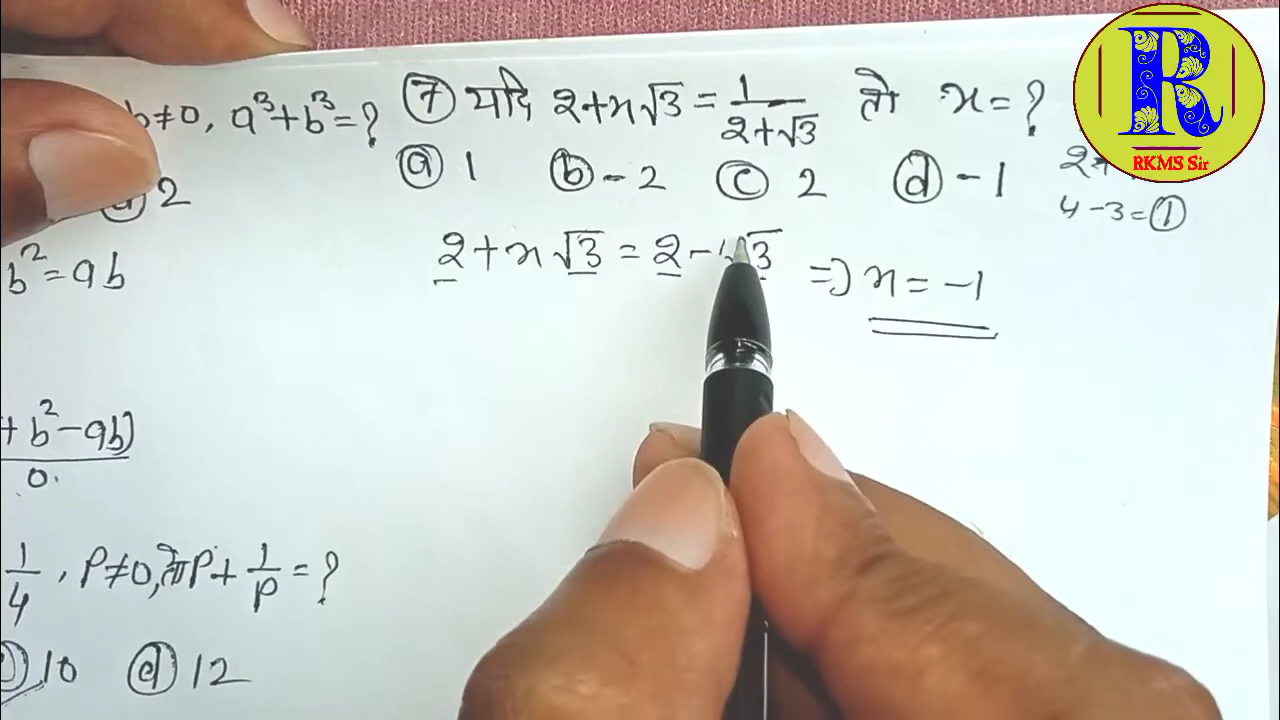 b≠0, a³+b³=?
2
b²=ab
+ b²-ab)
0
1/4, P≠0, तो P+1/P=?
10 ⓓ 12
⑦ यदि 2+x√3=1/(2+√3) तो x=?
ⓐ 1 ⓑ -2 ⓒ 2 ⓓ -1
4-3=①
2+x√3=2-1√3 => x=-1
R
RKMS Sir